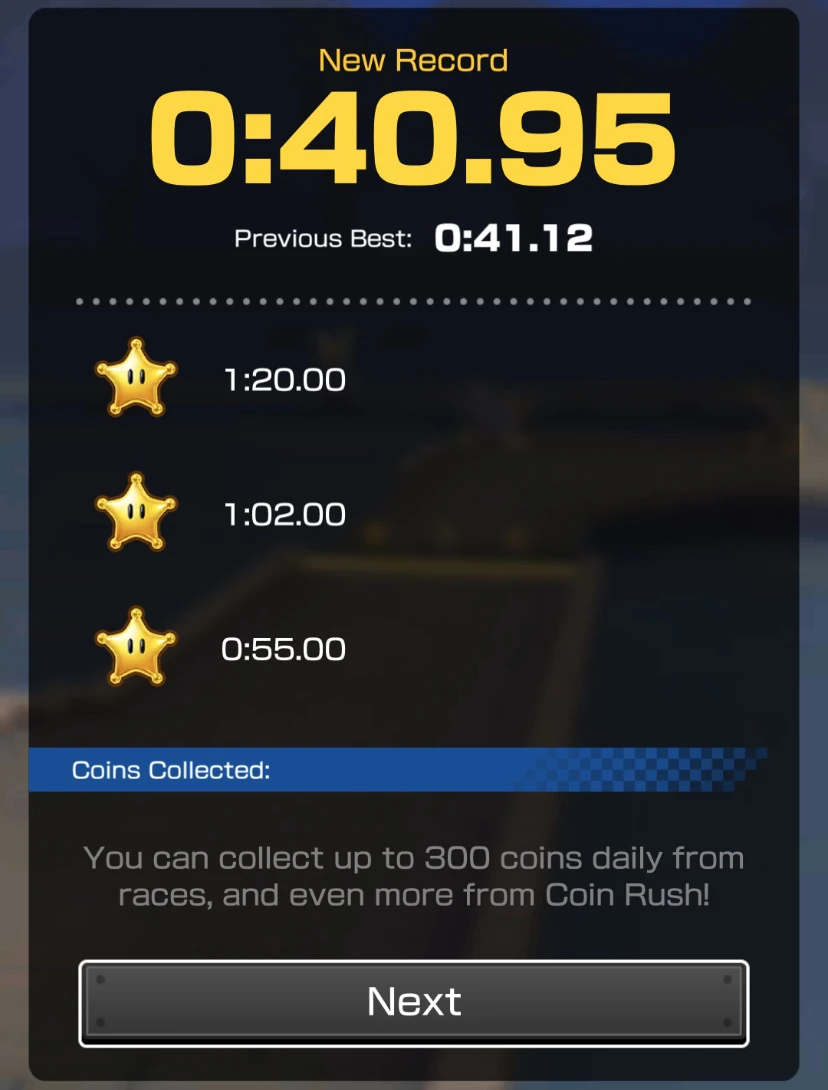 New Record
0:40.95
Previous Best: 0:41.12
1:20.00
1:02.00
0:55.00
Coins Collected:
You can collect up to 300 coins daily from
races, and even more from Coin Rush!
Next